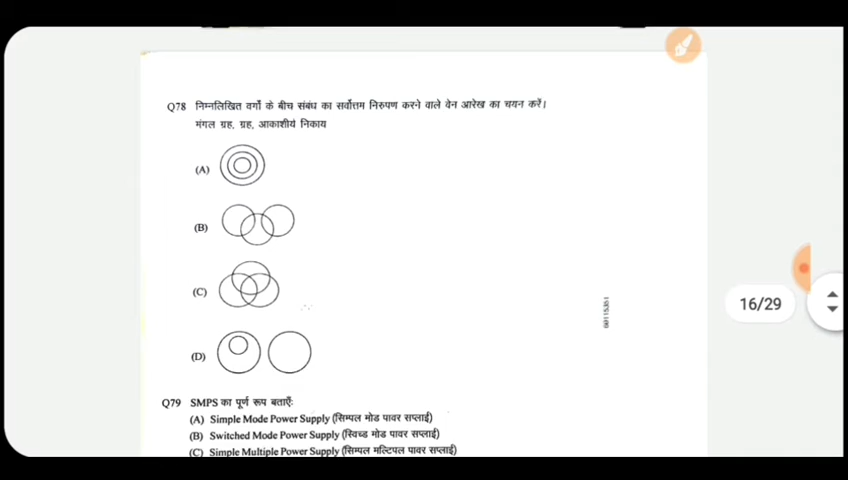 Q78 निम्नलिखित वर्गों के बीच संबंध का सर्वोत्तम निरुपण करने वाले वेन आरेख का चयन करें।
मंगल ग्रह, ग्रह, आकाशीय निकाय
(A)
(B)
(C)
(D)
60115361
16/29
Q79 SMPS का पूर्ण रूप बताएँ:
(A) Simple Mode Power Supply (सिम्पल मोड पावर सप्लाई)
(B) Switched Mode Power Supply (स्विच्ड मोड पावर सप्लाई)
(C) Simple Multiple Power Supply (सिम्पल मल्टिपल पावर सप्लाई)